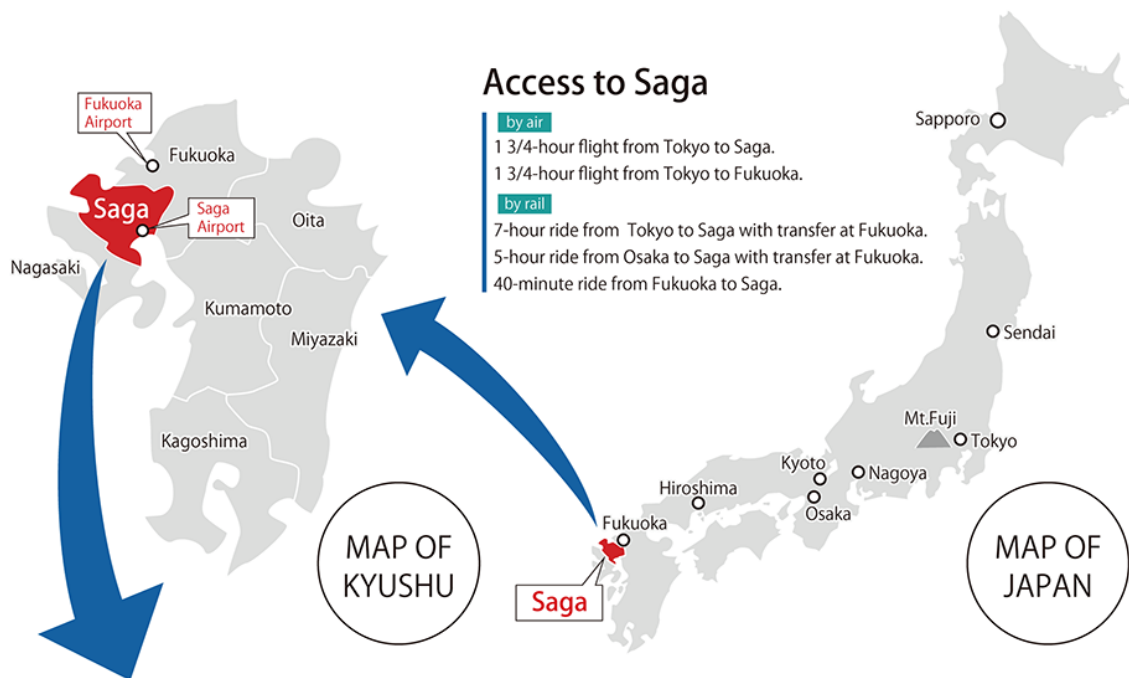 Access to Saga
by air
1 3/4-hour flight from Tokyo to Saga.
1 3/4-hour flight from Tokyo to Fukuoka.
by rail
7-hour ride from Tokyo to Saga with transfer at Fukuoka.
5-hour ride from Osaka to Saga with transfer at Fukuoka.
40-minute ride from Fukuoka to Saga.
Fukuoka
Airport
Fukuoka
Saga
Saga
Airport
Oita
Nagasaki
Kumamoto
Miyazaki
Kagoshima
MAP OF
KYUSHU
Sapporo
Sendai
Mt.Fuji
Tokyo
Kyoto
Nagoya
Hiroshima
Osaka
Fukuoka
Saga
MAP OF
JAPAN